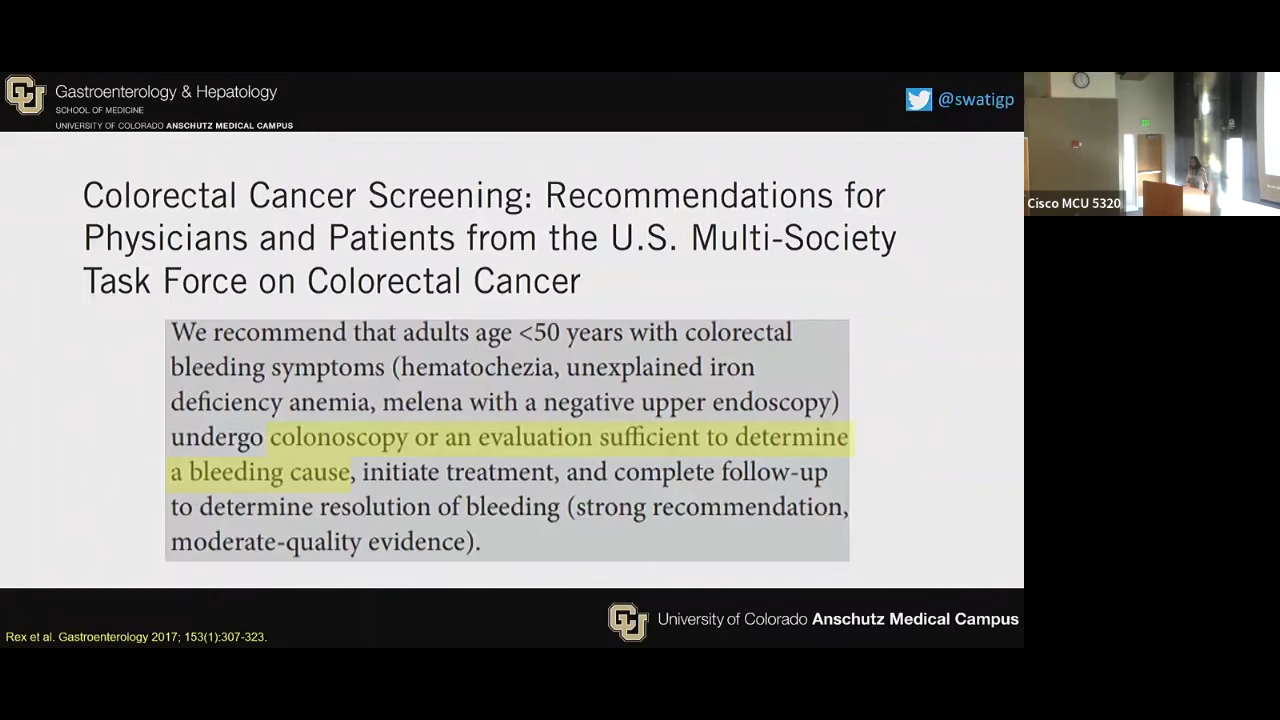 Gastroenterology & Hepatology
SCHOOL OF MEDICINE
UNIVERSITY OF COLORADO ANSCHUTZ MEDICAL CAMPUS
@swatigp
Colorectal Cancer Screening: Recommendations for
Physicians and Patients from the U.S. Multi-Society
Task Force on Colorectal Cancer
We recommend that adults age <50 years with colorectal
bleeding symptoms (hematochezia, unexplained iron
deficiency anemia, melena with a negative upper endoscopy)
undergo colonoscopy or an evaluation sufficient to determine
a bleeding cause, initiate treatment, and complete follow-up
to determine resolution of bleeding (strong recommendation,
moderate-quality evidence).
Rex et al. Gastroenterology 2017; 153(1):307-323.
University of Colorado Anschutz Medical Campus
Cisco MCU 5320